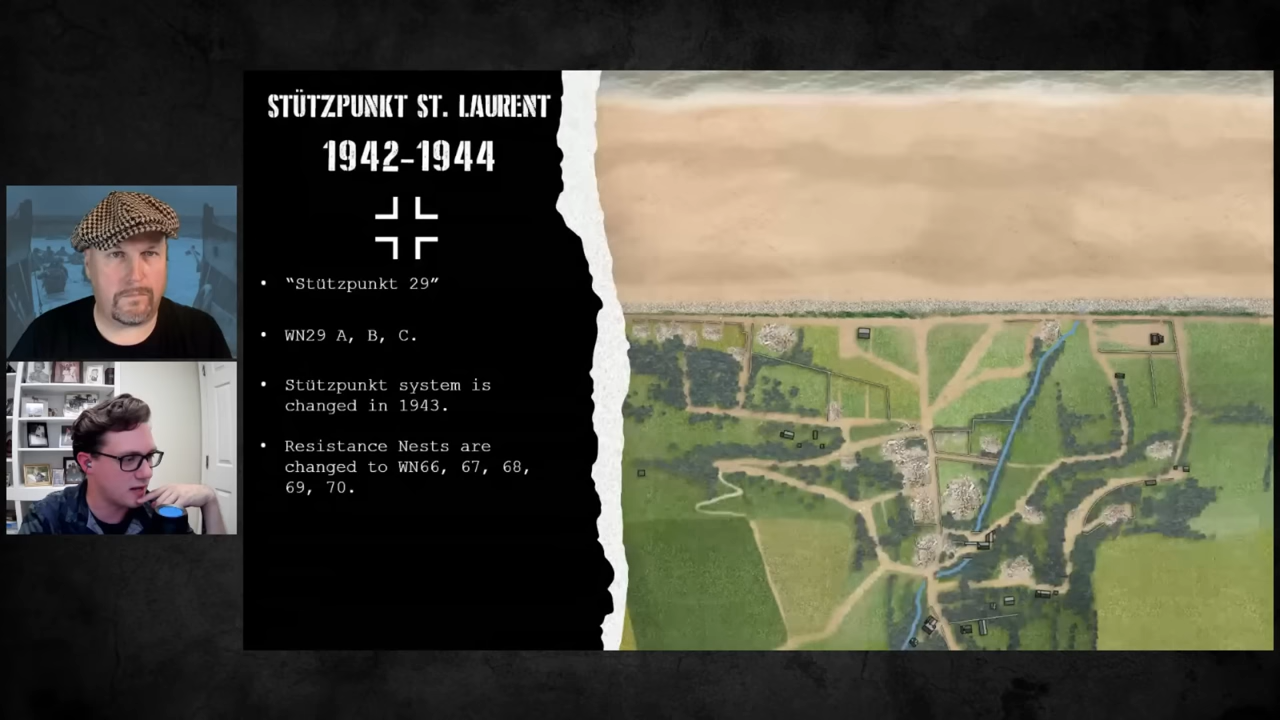 STÜTZPUNKT ST. LAURENT
1942-1944
• “Stützpunkt 29”
• WN29 A, B, C.
• Stützpunkt system is
changed in 1943.
• Resistance Nests are
changed to WN66, 67, 68,
69, 70.